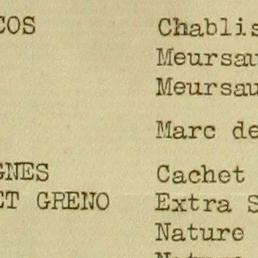 COS Chablis
Meursau
Meursau
Marc de
GNES Cachet
ET GRENO Extra S
Nature